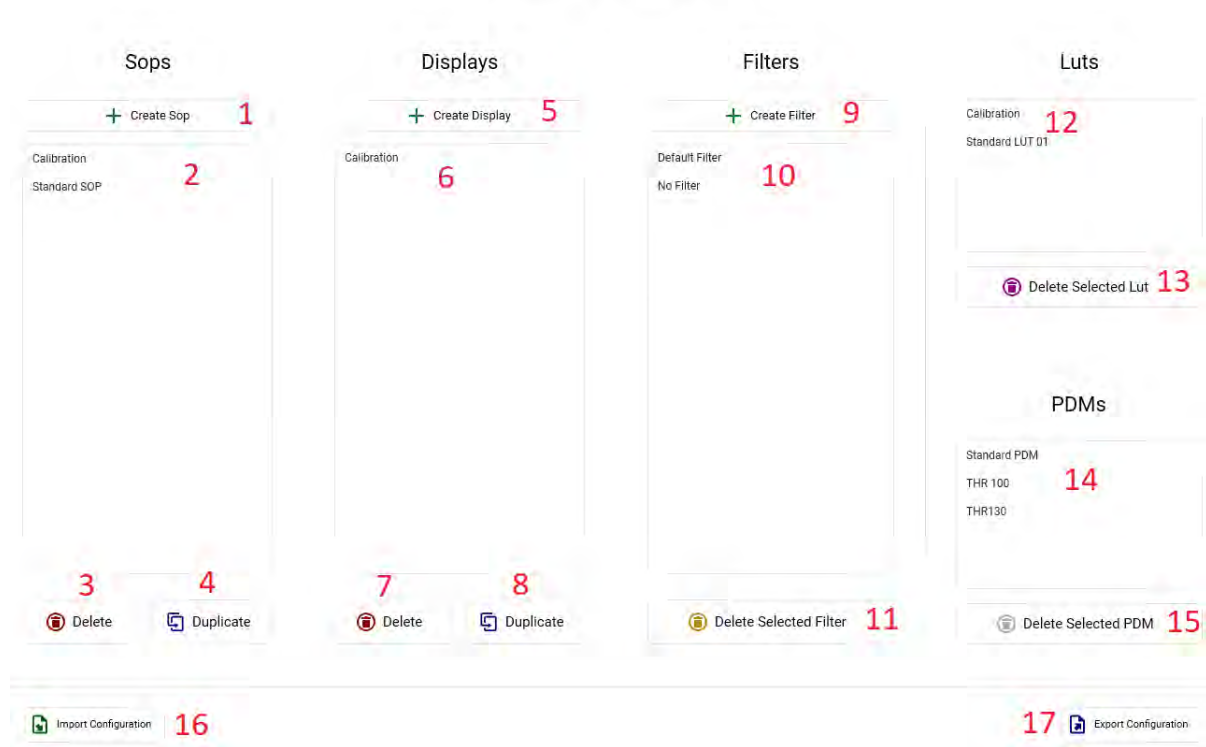 Sops
Create Sop 1
Calibration
Standard SOP
2
3
4
Delete
Duplicate
Displays
Create Display 5
Calibration
6
7
8
Delete
Duplicate
Filters
Create Filter 9
Default Filter
No Filter
10
Delete Selected Filter 11
Luts
Calibration
12
Standard LUT 01
Delete Selected Lut 13
PDMs
Standard PDM
THR 100
14
THR130
Delete Selected PDM 15
Import Configuration 16
17 Export Configuration